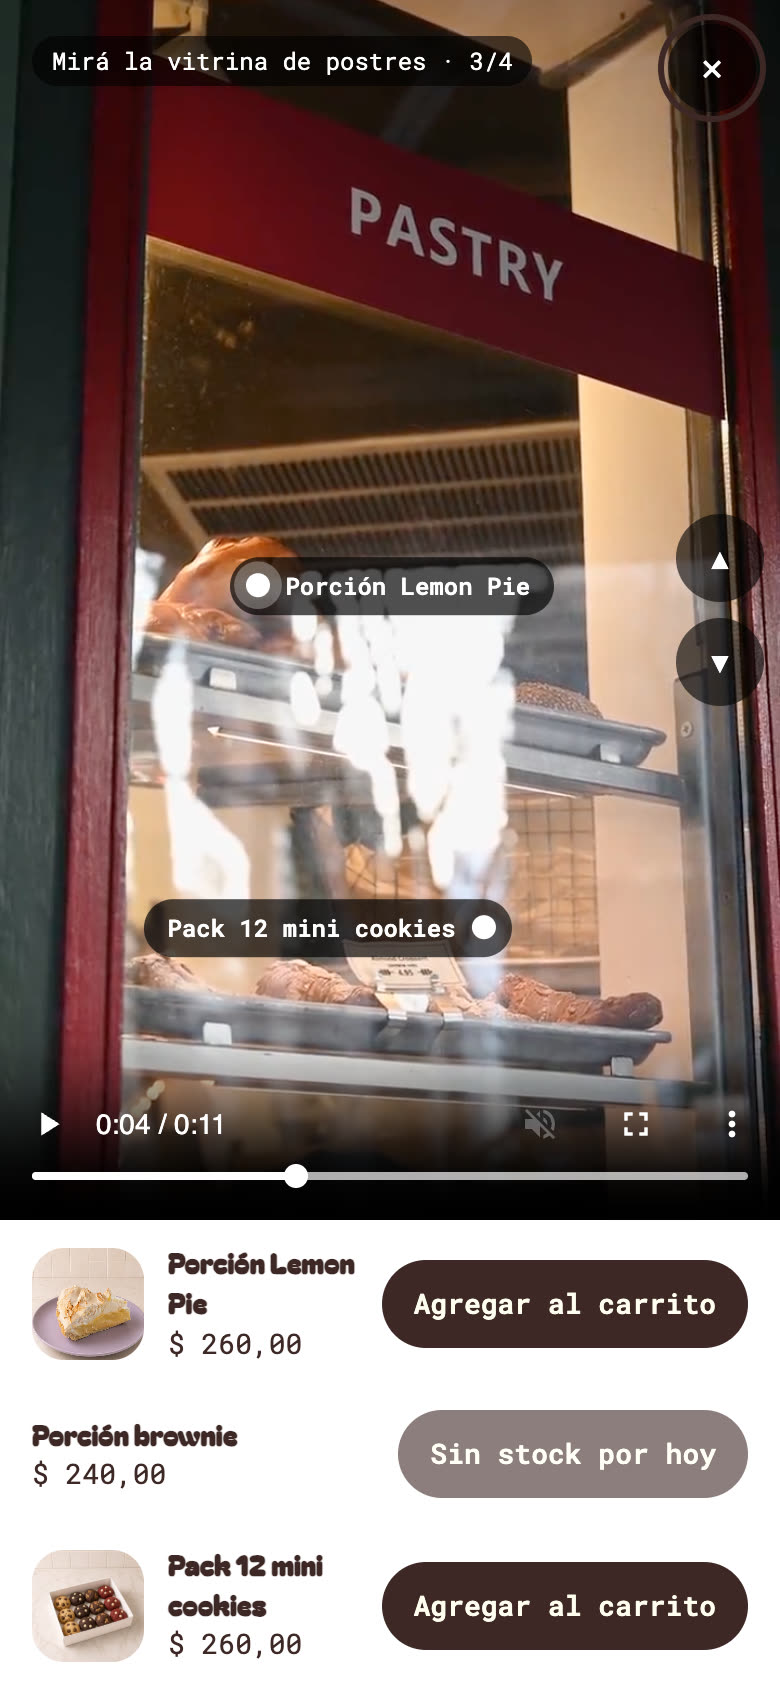 Mirá la vitrina de postres · 3/4
×
PASTRY
▲
Porción Lemon Pie
▼
Pack 12 mini cookies
4.95
0:04 / 0:11
Porción Lemon
Pie
$ 260,00
Agregar al carrito
Porción brownie
$ 240,00
Sin stock por hoy
Pack 12 mini
cookies
$ 260,00
Agregar al carrito